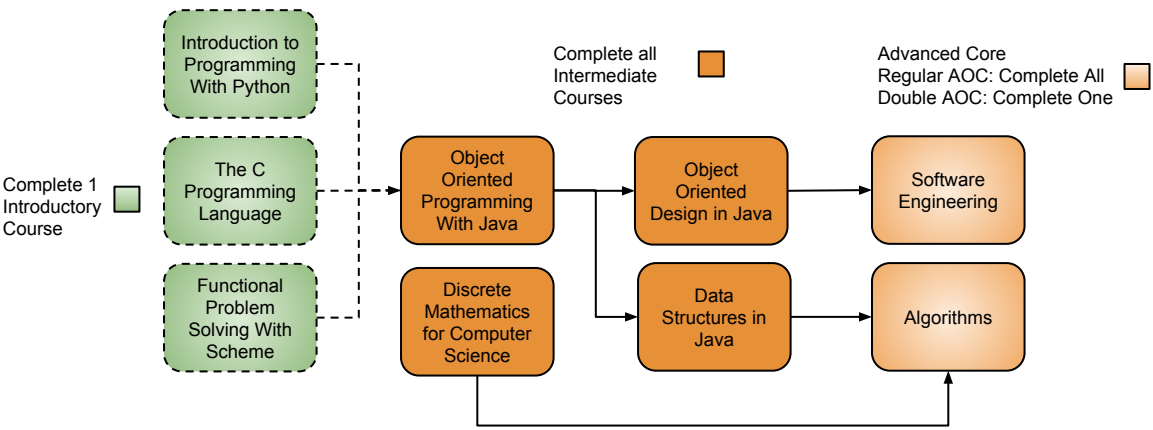 Introduction to
Programming
With Python
Complete all
Intermediate
Courses
Advanced Core
Regular AOC: Complete All
Double AOC: Complete One
Complete 1
Introductory
Course
The C
Programming
Language
Object
Oriented
Programming
With Java
Object
Oriented
Design in Java
Software
Engineering
Functional
Problem
Solving With
Scheme
Discrete
Mathematics
for Computer
Science
Data
Structures in
Java
Algorithms